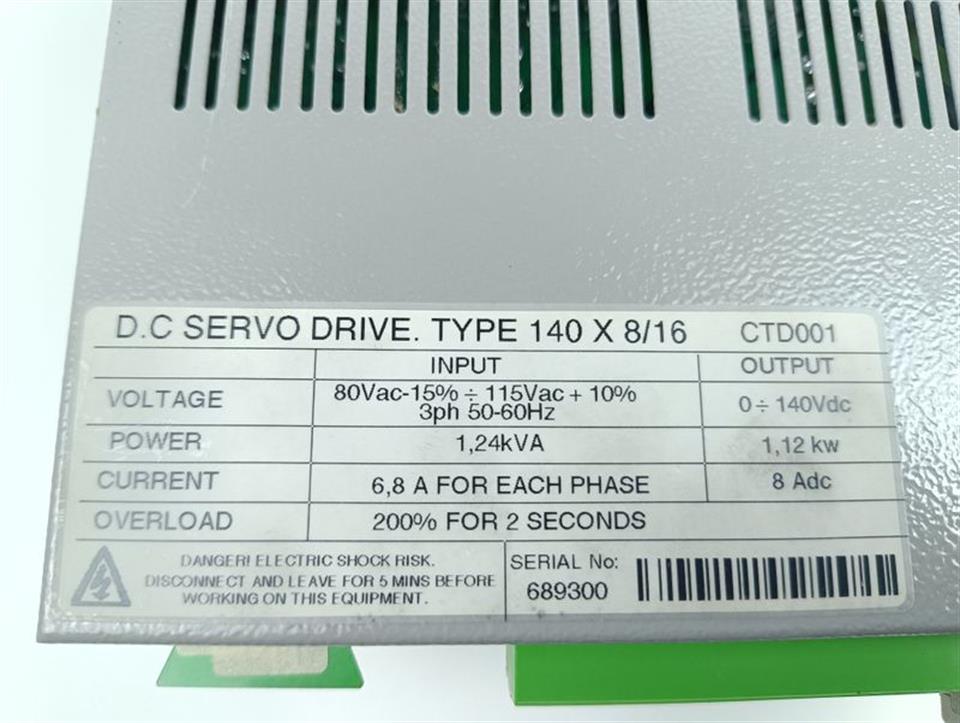 D.C SERVO DRIVE. TYPE 140 X 8/16 CTD001
INPUT OUTPUT
VOLTAGE 80Vac-15% ÷ 115Vac + 10% 3ph 50-60Hz 0 ÷ 140Vdc
POWER 1,24kVA 1,12 kw
CURRENT 6,8 A FOR EACH PHASE 8 Adc
OVERLOAD 200% FOR 2 SECONDS
DANGER! ELECTRIC SHOCK RISK.
DISCONNECT AND LEAVE FOR 5 MINS BEFORE
WORKING ON THIS EQUIPMENT.
SERIAL No:
689300